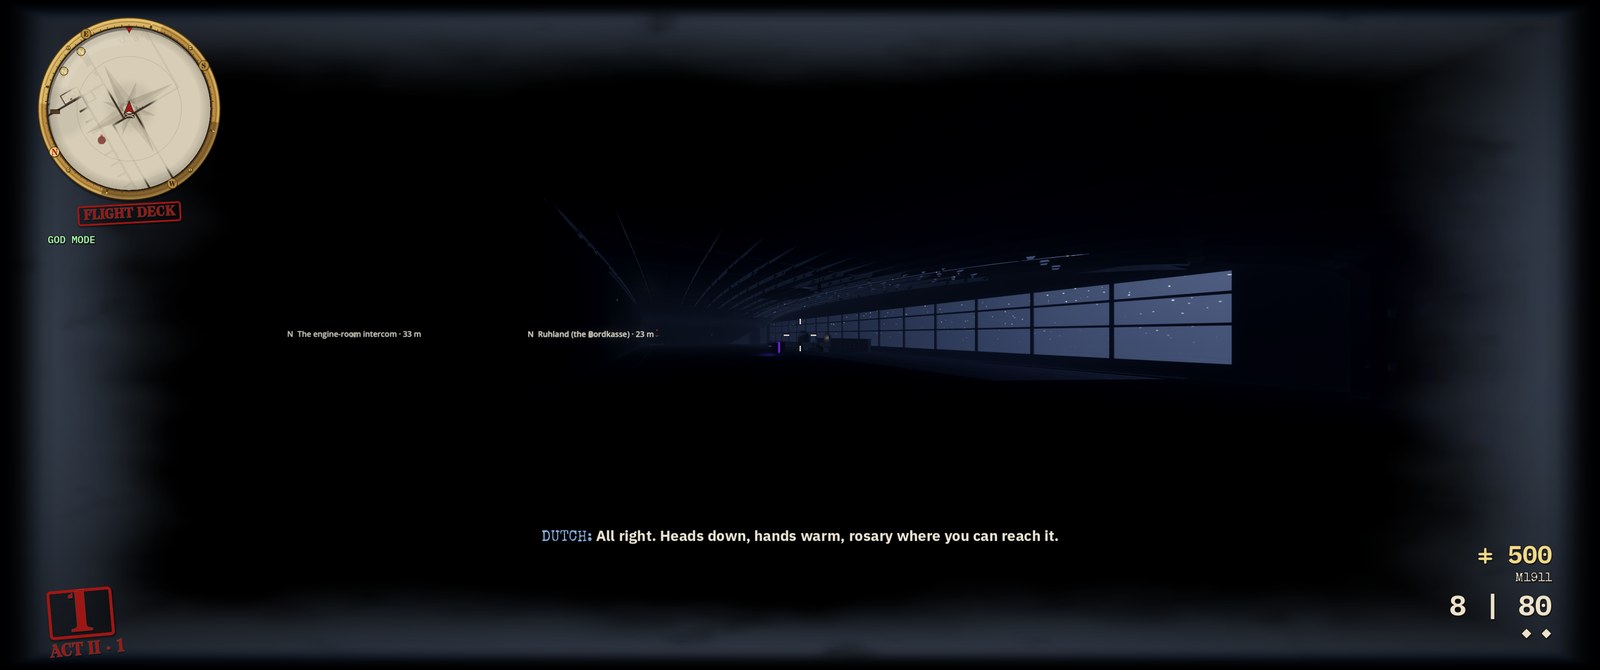 E
S
N
W
FLIGHT DECK
GOD MODE
N The engine-room intercom · 33 m
N Ruhland (the Bordkasse) · 23 m
DUTCH: All right. Heads down, hands warm, rosary where you can reach it.
500
M1911
8 | 80
1
ACT II · 1